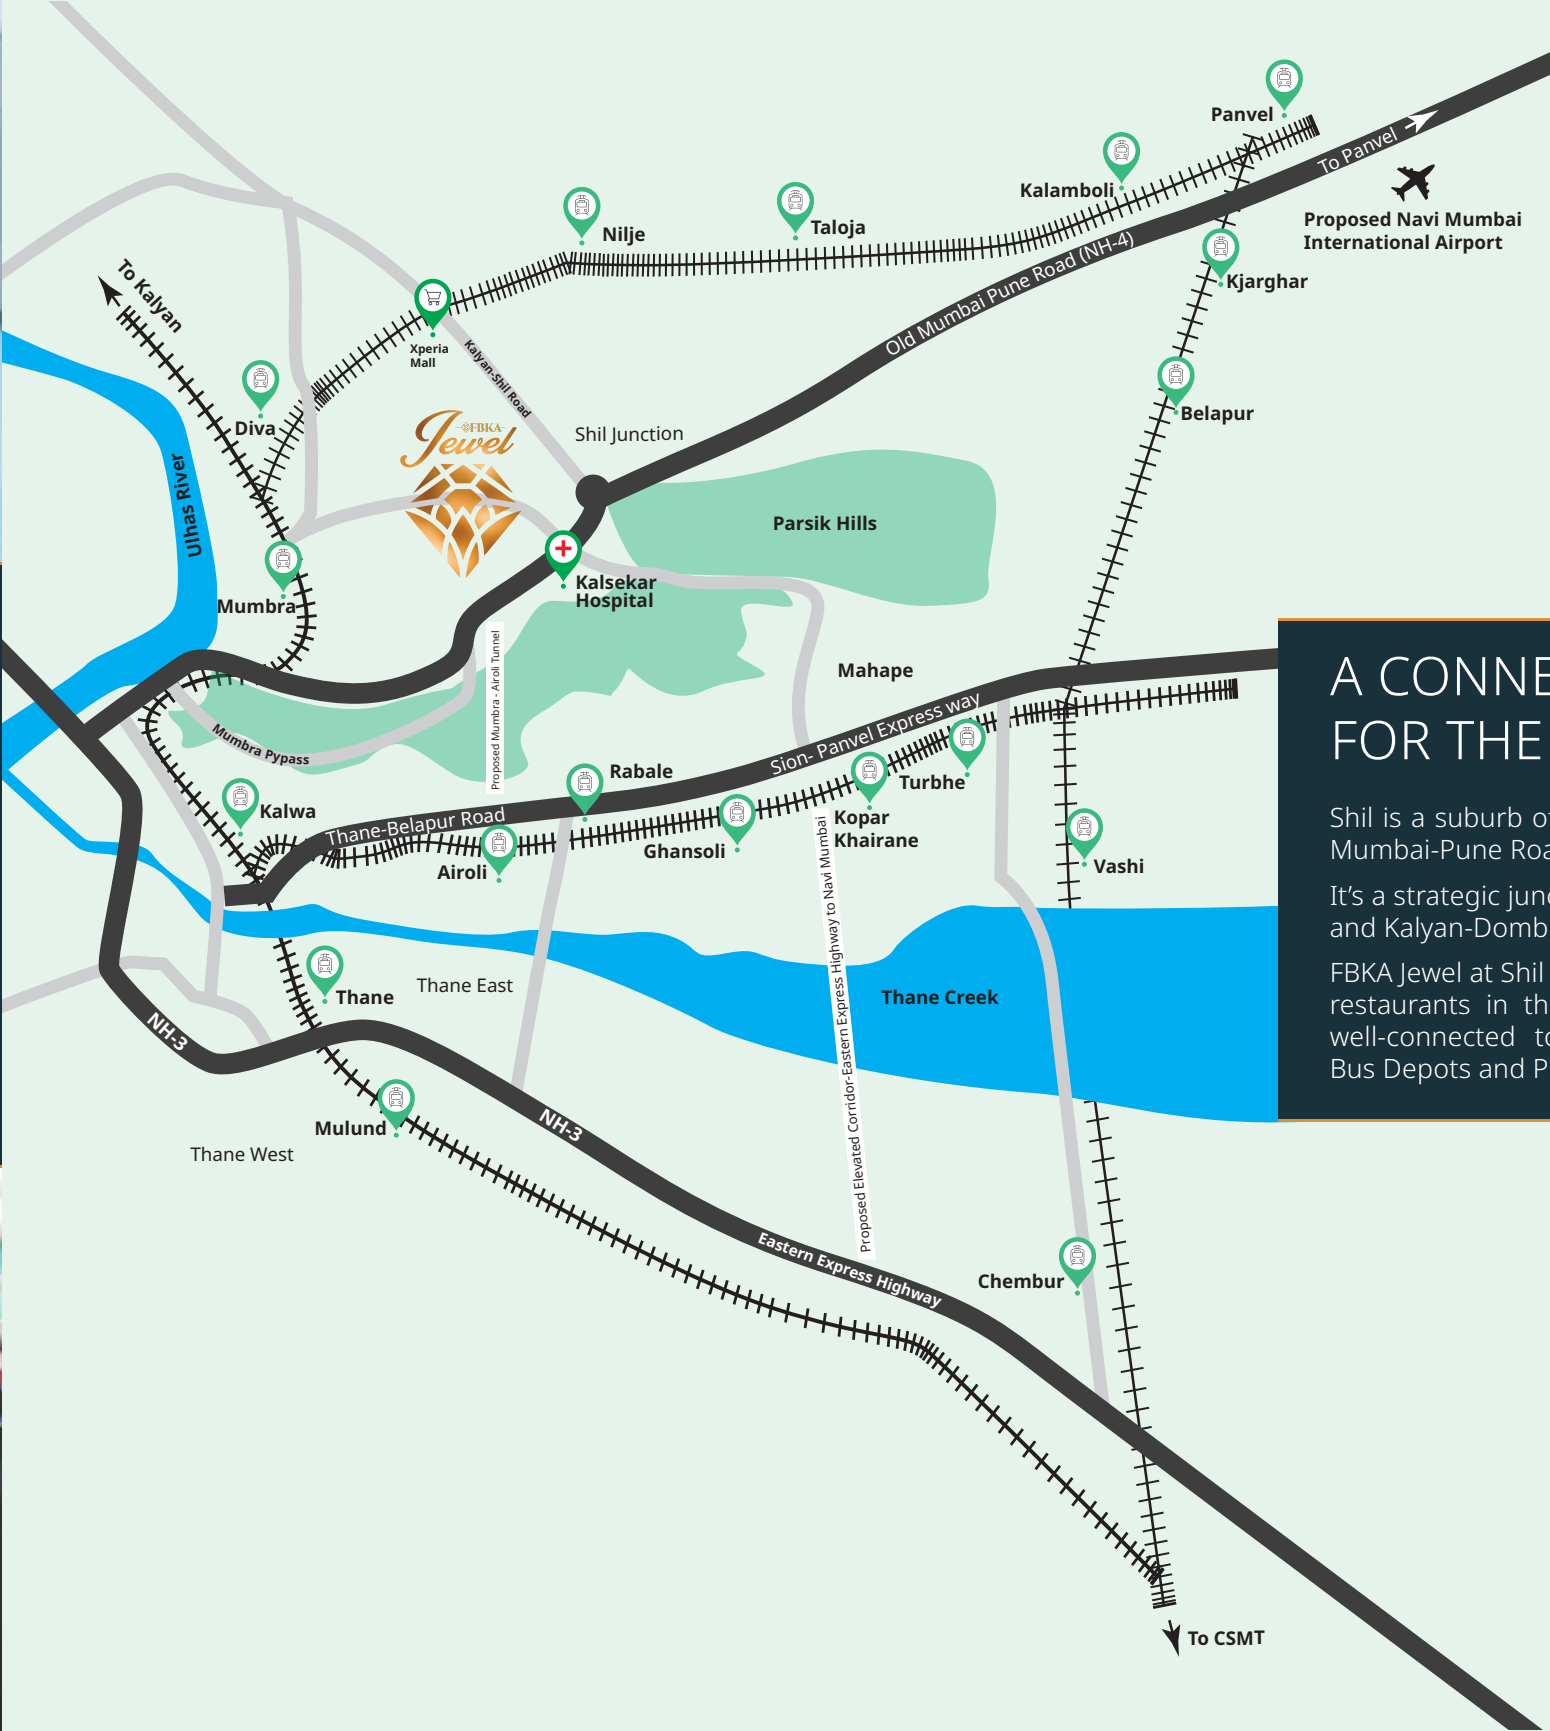 Panvel
To Panvel
Kalamboli
Proposed Navi Mumbai
International Airport
Nilje
Taloja
Old Mumbai Pune Road (NH-4)
Kjarghar
To Kalyan
Xperia
Mall
Kalyan-Shil Road
Diva
FBKA
Jewel
Shil Junction
Belapur
Ulhas River
Parsik Hills
Mumbra
Kalsekar
Hospital
Proposed Mumbra - Airoli Tunnel
Mahape
Mumbra Pypass
Sion- Panvel Express way
Rabale
Turbhe
Kalwa
Thane-Belapur Road
Kopar
Khairane
Ghansoli
Airoli
Vashi
Proposed Elevated Corridor-Eastern Express Highway to Navi Mumbai
Thane
Thane East
Thane Creek
NH-3
Mulund
NH-3
Thane West
Eastern Express Highway
Chembur
To CSMT
A CONNE
FOR THE
Shil is a suburb o
Mumbai-Pune Roa
It’s a strategic jun
and Kalyan-Domb
FBKA Jewel at Shil
restaurants in th
well-connected to
Bus Depots and P